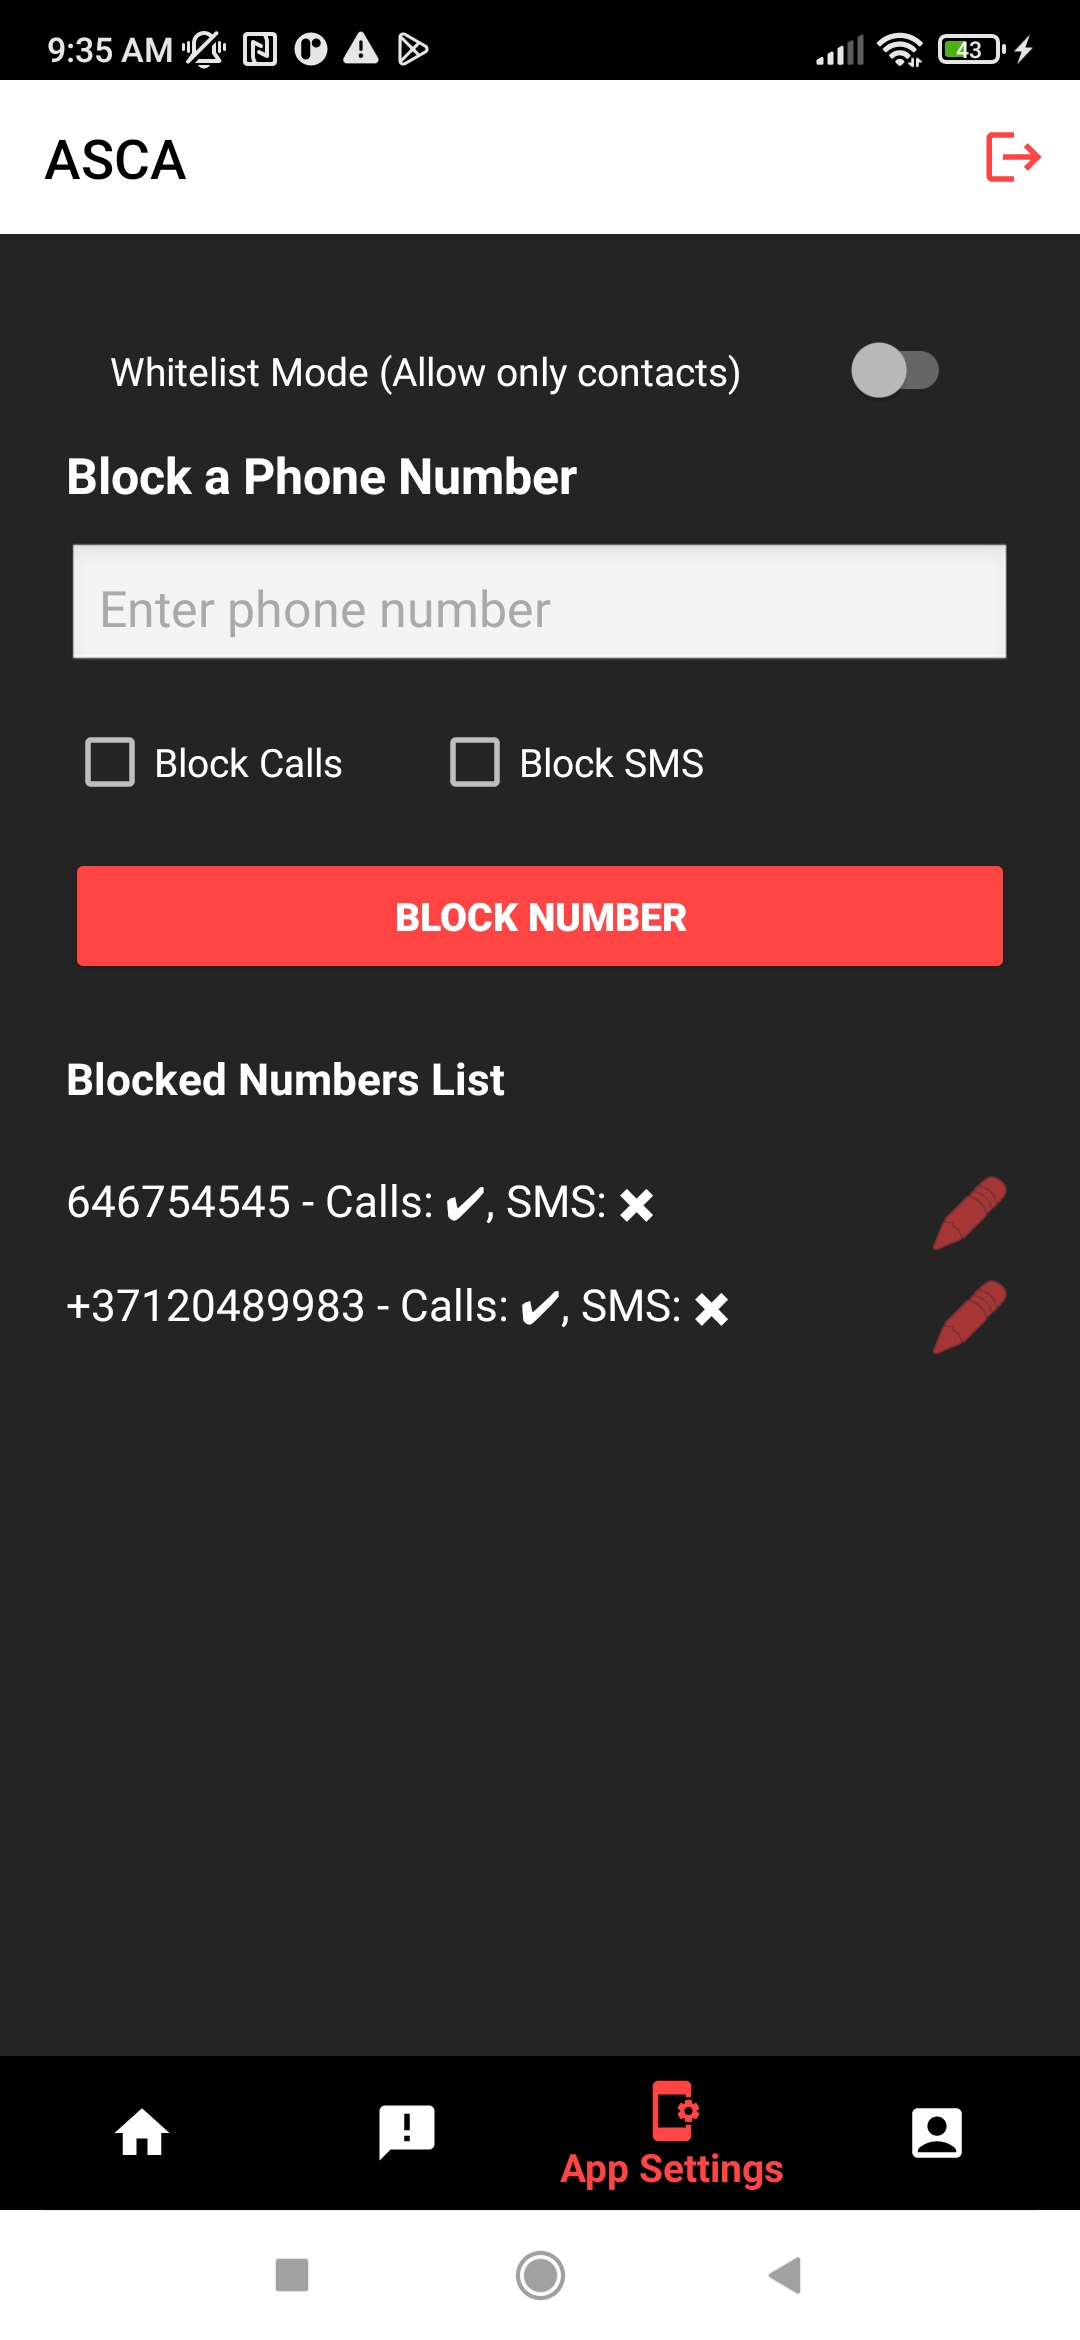 9:35 AM
43
ASCA
Whitelist Mode (Allow only contacts)
Block a Phone Number
Enter phone number
Block Calls
Block SMS
BLOCK NUMBER
Blocked Numbers List
646754545 - Calls: ✔, SMS: ✖
+37120489983 - Calls: ✔, SMS: ✖
App Settings